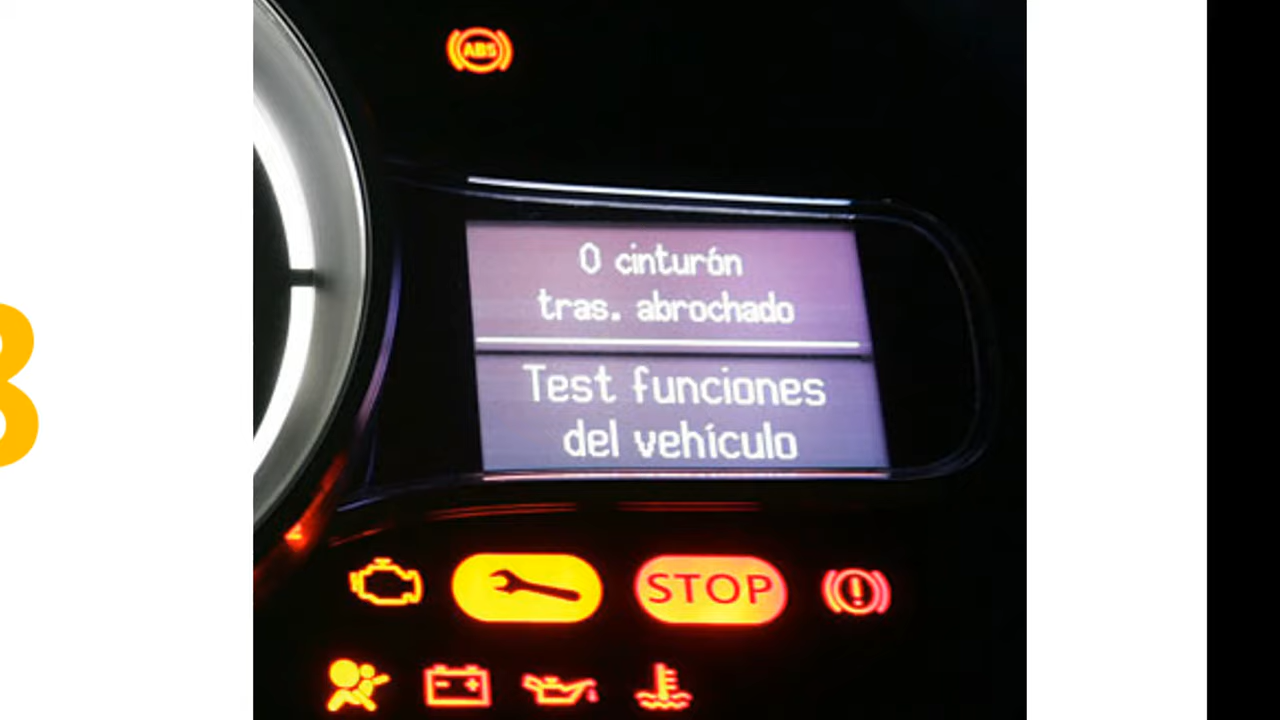 ABS
0 cinturón
tras. abrochado
Test funciones
del vehículo
STOP